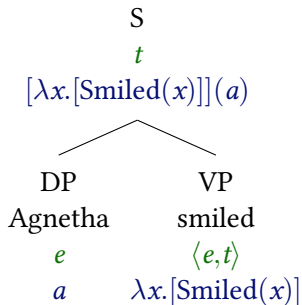 S
t
[λx.[Smiled(x)]](a)
DP VP
Agnetha smiled
e ⟨e, t⟩
a λx.[Smiled(x)]